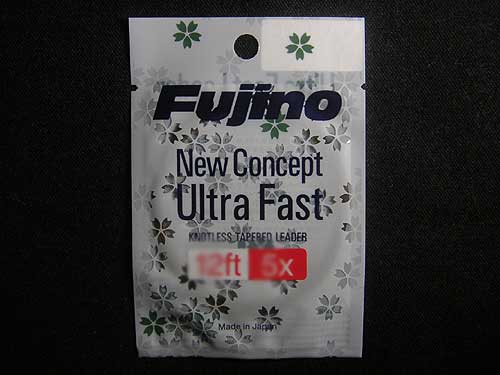 Fujino
New Concept
Ultra Fast
KNOTLESS TAPERED LEADER
12ft 5x
Made in Japan